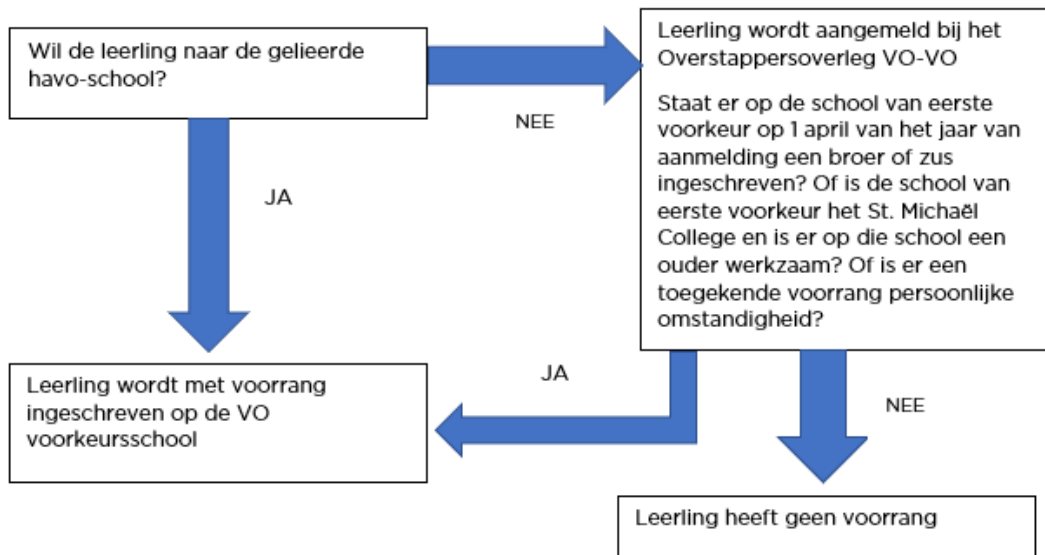 Wil de leerling naar de gelieerde
havo-school?
NEE
JA
Leerling wordt aangemeld bij het
Overstappersoverleg VO-VO
Staat er op de school van eerste
voorkeur op 1 april van het jaar van
aanmelding een broer of zus
ingeschreven? Of is de school van
eerste voorkeur het St. Michaël
College en is er op die school een
ouder werkzaam? Of is er een
toegekende voorrang persoonlijke
omstandigheid?
JA
NEE
Leerling wordt met voorrang
ingeschreven op de VO
voorkeursschool
Leerling heeft geen voorrang